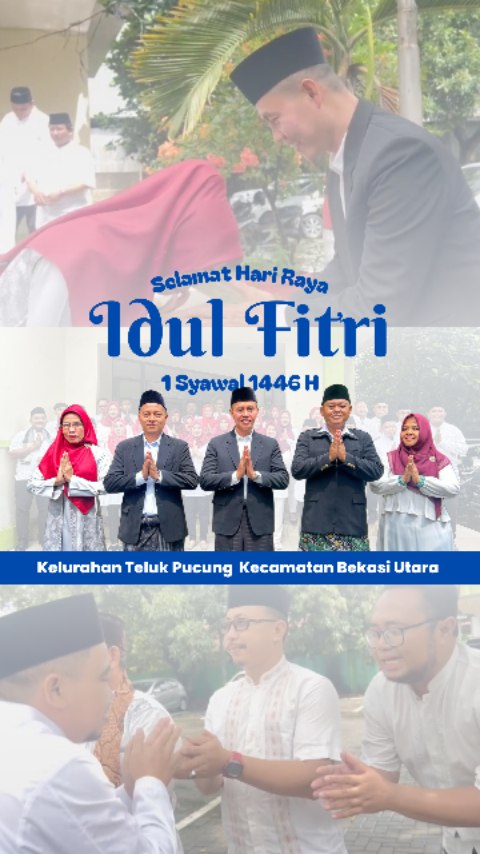 Selamat Hari Raya
Idul Fitri
1 Syawal 1446 H
Kelurahan Teluk Pucung Kecamatan Bekasi Utara